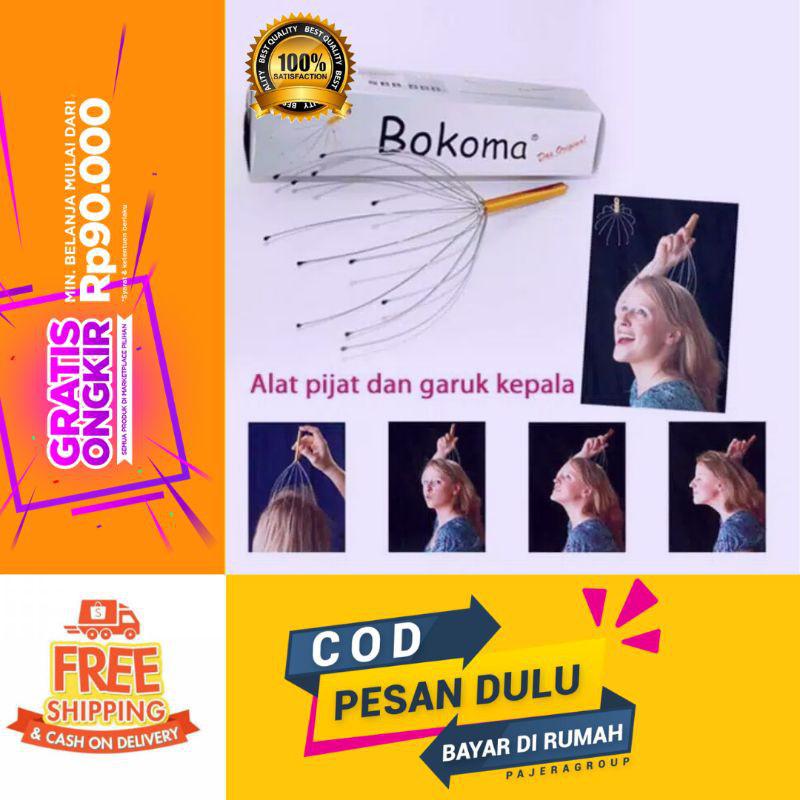 MIN. BELANJA MULAI DARI
Rp90.000
*Syarat & ketentuan berlaku
GRATIS
ONGKIR
SEMUA PRODUK DI MARKETPLACE PILIHAN
BEST QUALITY BEST QUALITY
100%
SATISFACTION
Bokoma®
Das Original
Alat pijat dan garuk kepala
S
FREE
SHIPPING
& CASH ON DELIVERY
COD
PESAN DULU
BAYAR DI RUMAH
PAJERAGROUP